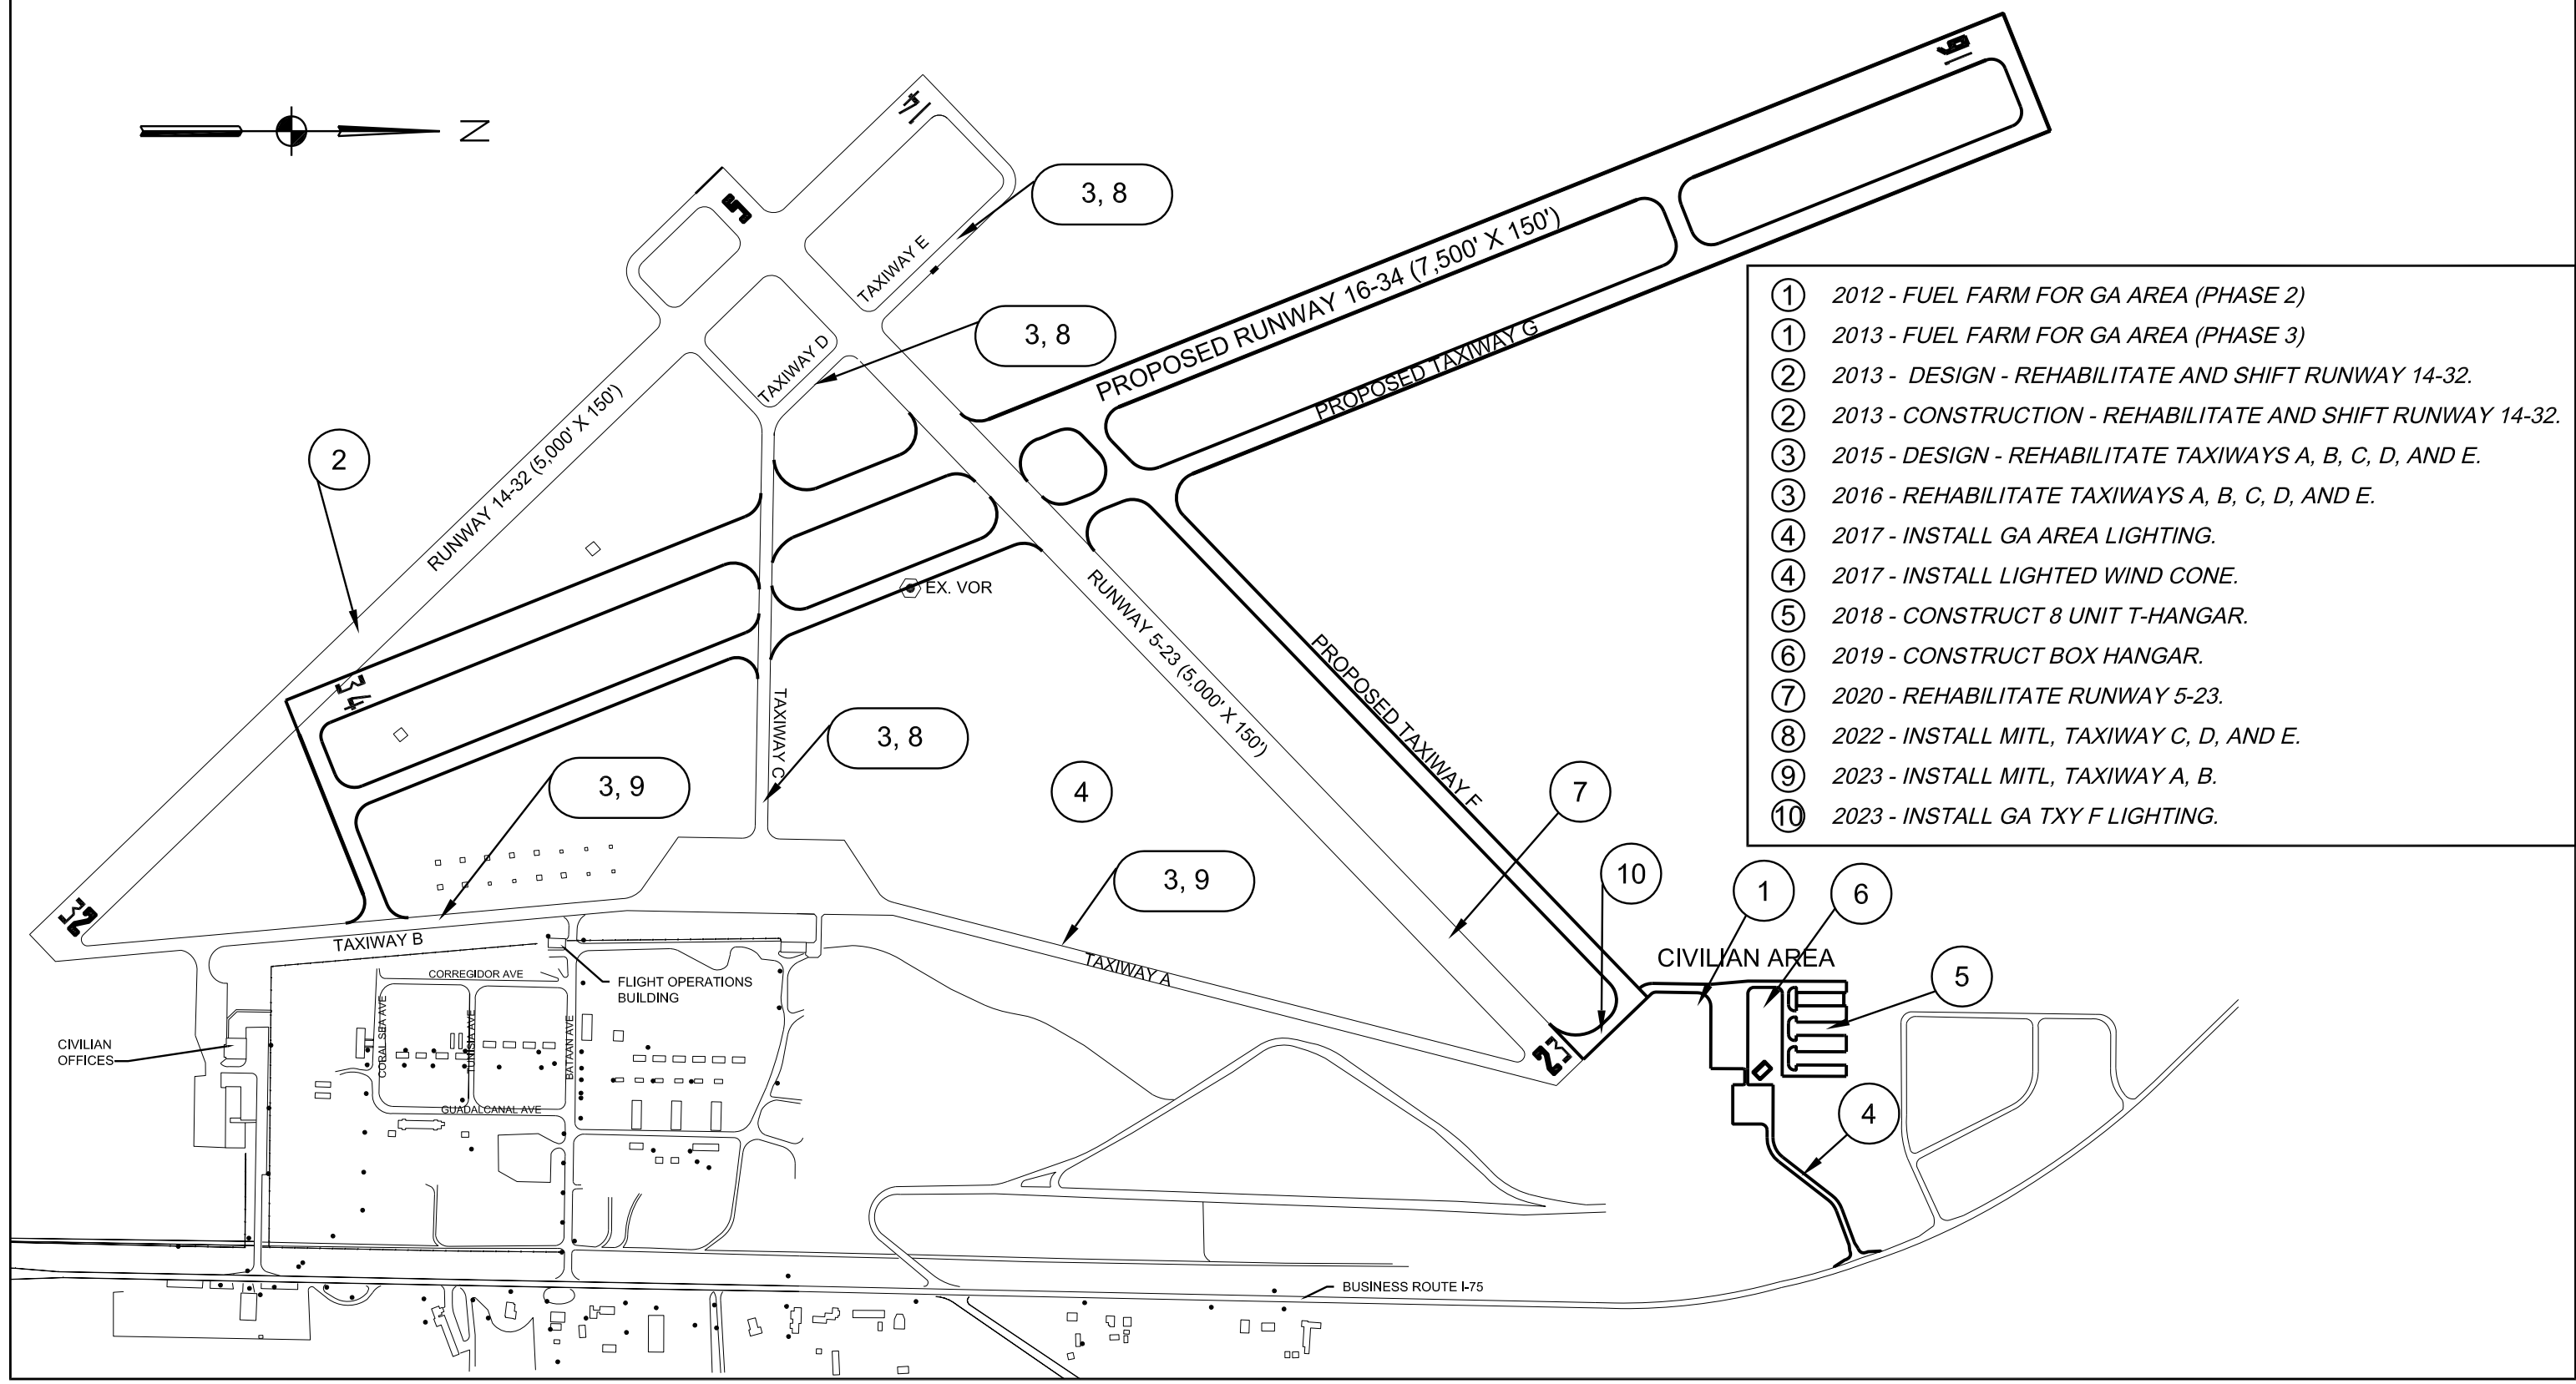 16
14
N
5
3, 8
TAXIWAY E
PROPOSED RUNWAY 16-34 (7,500' X 150')
3, 8
TAXIWAY D
PROPOSED TAXIWAY G
RUNWAY 14-32 (5,000' X 150')
2
EX. VOR
RUNWAY 5-23 (5,000' X 150')
PROPOSED TAXIWAY F
34
TAXIWAY C
3, 8
3, 9
4
7
3, 9
10
1
6
32
TAXIWAY B
TAXIWAY A
CIVILIAN AREA
5
CORREGIDOR AVE
FLIGHT OPERATIONS
BUILDING
CORAL SEA AVE
TUNISIA AVE
BATAAN AVE
CIVILIAN
OFFICES
23
GUADALCANAL AVE
4
BUSINESS ROUTE I-75
1 2012 - FUEL FARM FOR GA AREA (PHASE 2)
1 2013 - FUEL FARM FOR GA AREA (PHASE 3)
2 2013 - DESIGN - REHABILITATE AND SHIFT RUNWAY 14-32.
2 2013 - CONSTRUCTION - REHABILITATE AND SHIFT RUNWAY 14-32.
3 2015 - DESIGN - REHABILITATE TAXIWAYS A, B, C, D, AND E.
3 2016 - REHABILITATE TAXIWAYS A, B, C, D, AND E.
4 2017 - INSTALL GA AREA LIGHTING.
4 2017 - INSTALL LIGHTED WIND CONE.
5 2018 - CONSTRUCT 8 UNIT T-HANGAR.
6 2019 - CONSTRUCT BOX HANGAR.
7 2020 - REHABILITATE RUNWAY 5-23.
8 2022 - INSTALL MITL, TAXIWAY C, D, AND E.
9 2023 - INSTALL MITL, TAXIWAY A, B.
10 2023 - INSTALL GA TXY F LIGHTING.